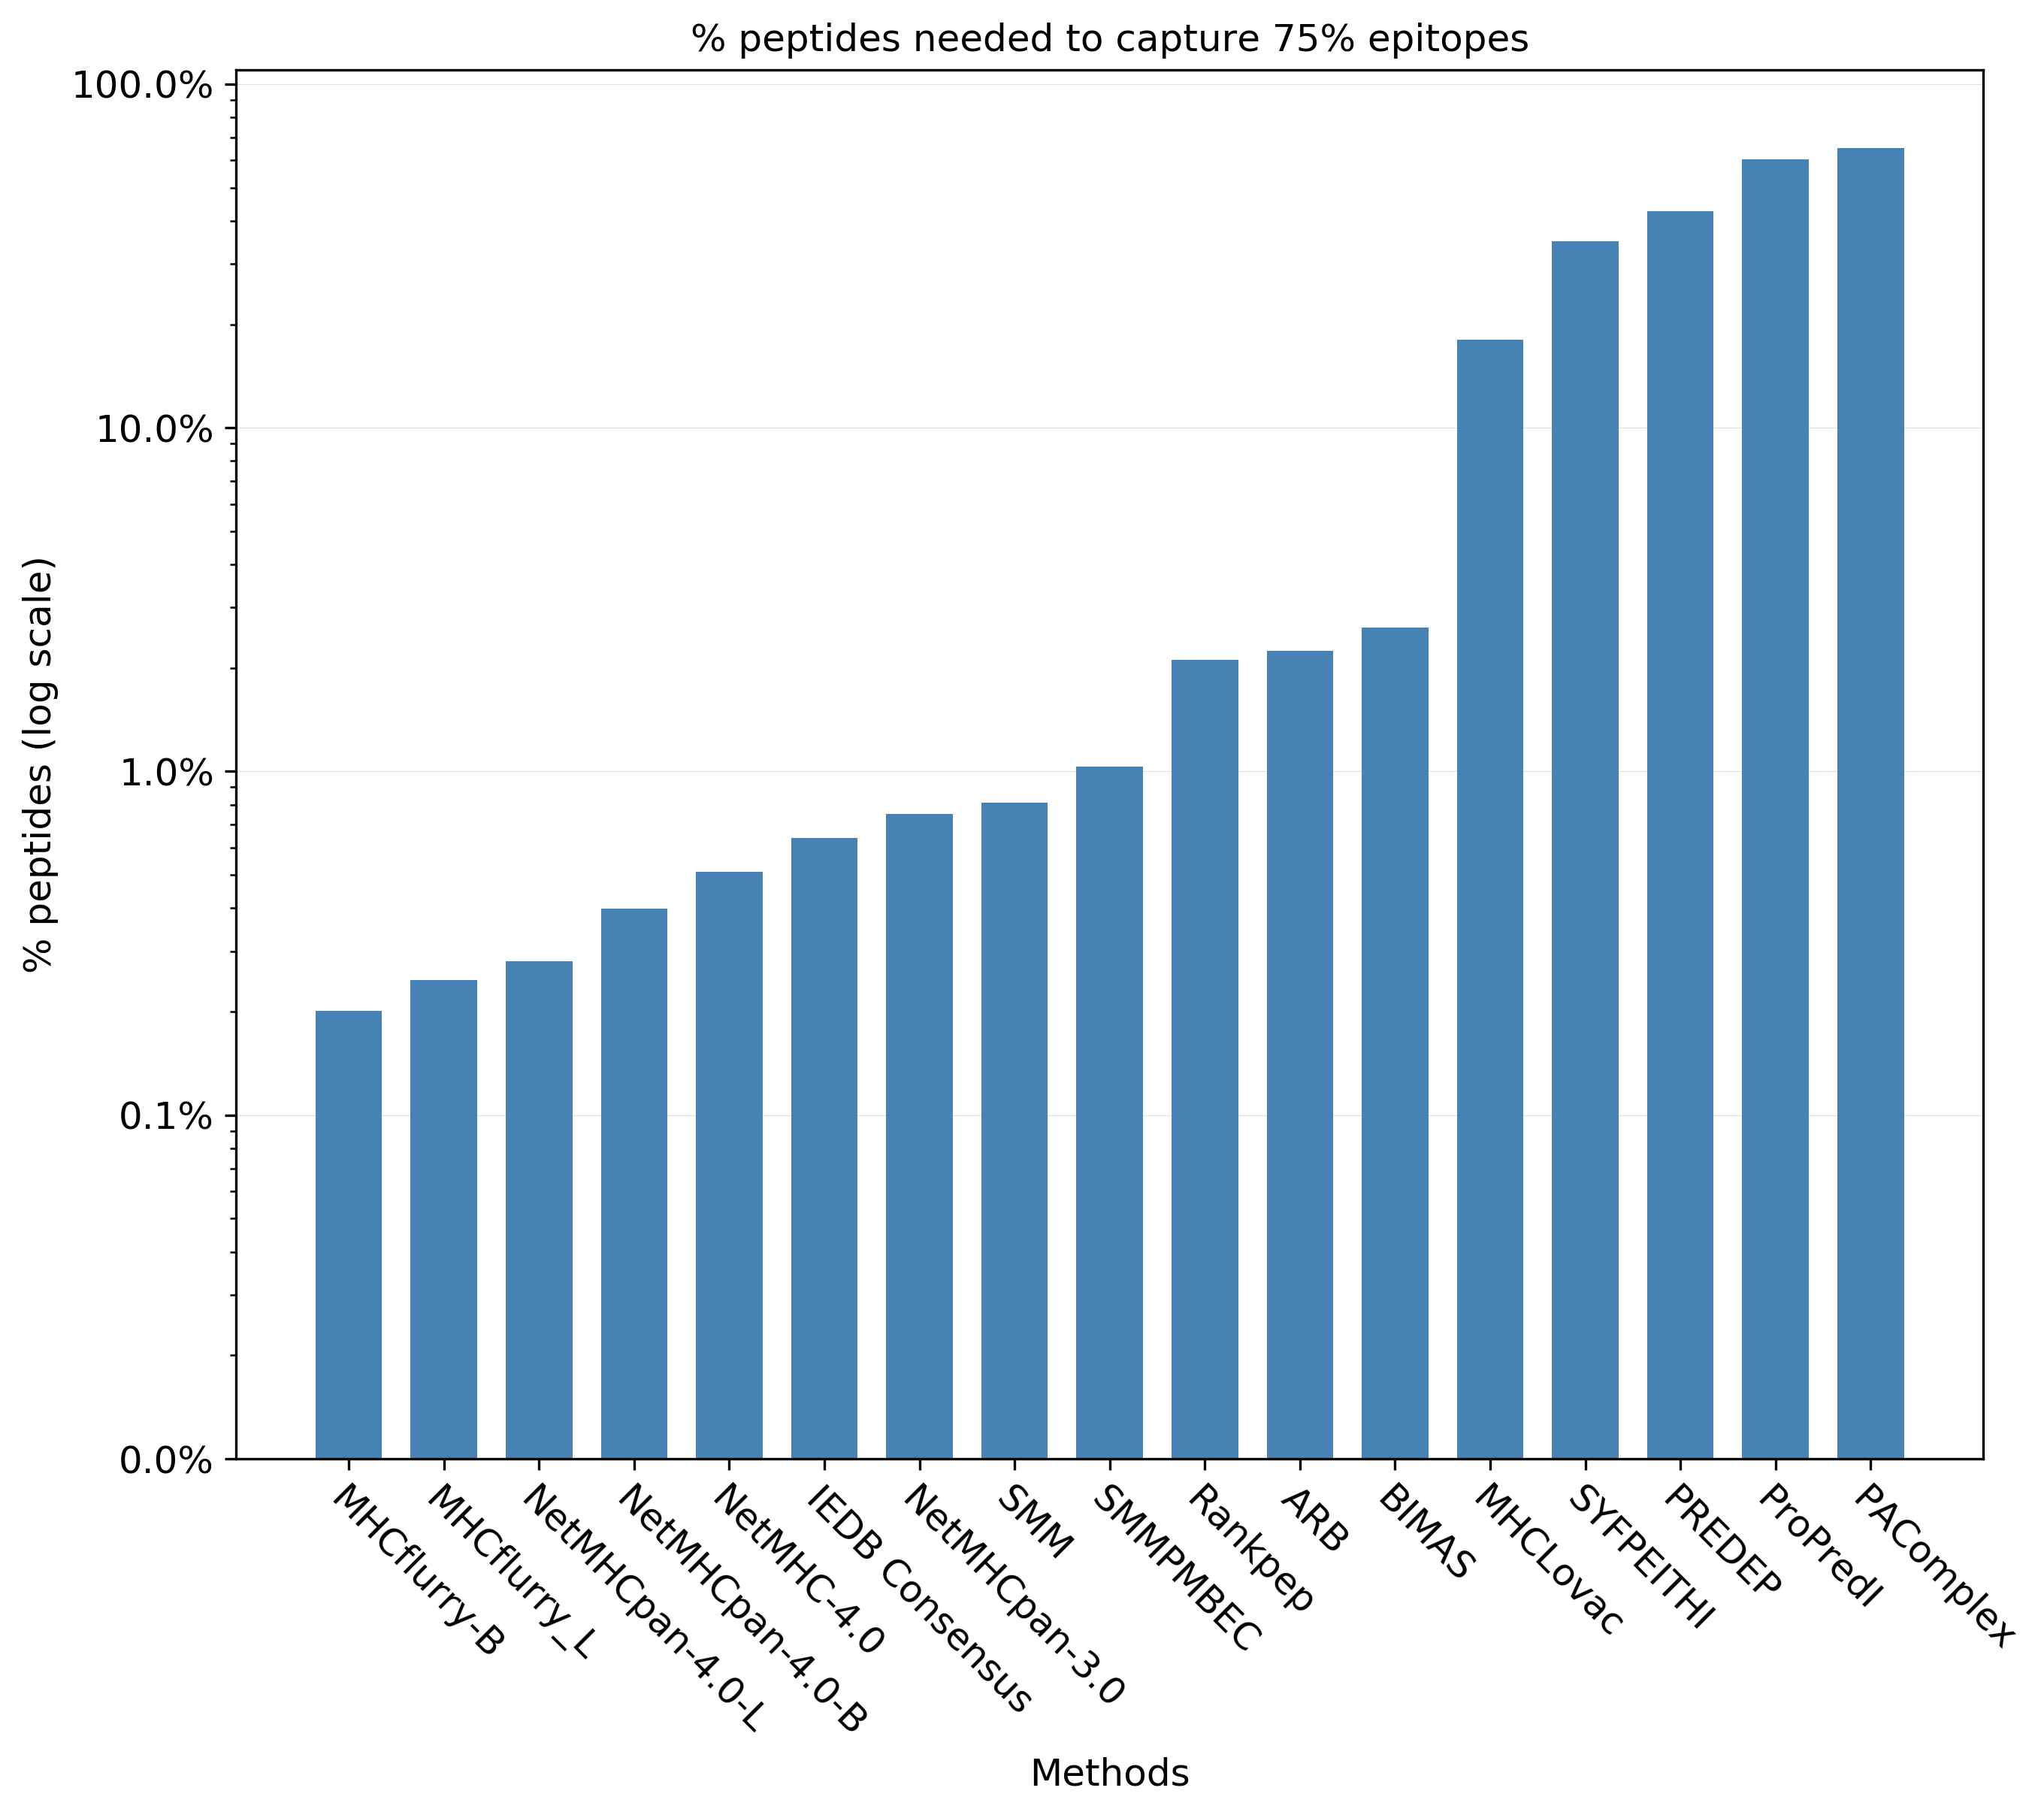 % peptides needed to capture 75% epitopes
100.0%
10.0%
1.0%
0.1%
0.0%
% peptides (log scale)
MHCflurry-B
MHCflurry_L
NetMHCpan-4.0-L
NetMHCpan-4.0-B
NetMHC-4.0
IEDB Consensus
NetMHCpan-3.0
SMM
SMMPMBEC
Rankpep
ARB
BIMAS
MHCLovac
SYFPEITHI
PREDEP
ProPredI
PAComplex
Methods